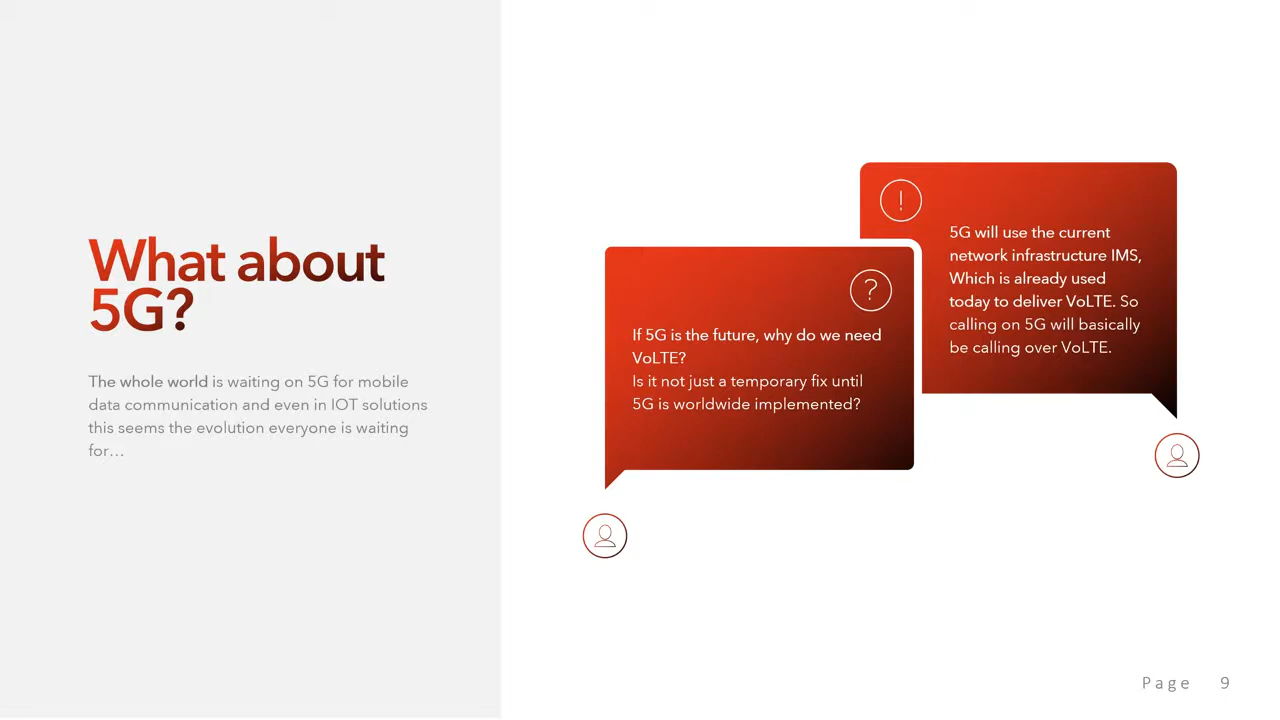 What about
5G?
The whole world is waiting on 5G for mobile
data communication and even in IOT solutions
this seems the evolution everyone is waiting
for…
?
If 5G is the future, why do we need
VoLTE?
Is it not just a temporary fix until
5G is worldwide implemented?
!
5G will use the current
network infrastructure IMS,
Which is already used
today to deliver VoLTE. So
calling on 5G will basically
be calling over VoLTE.
Page 9